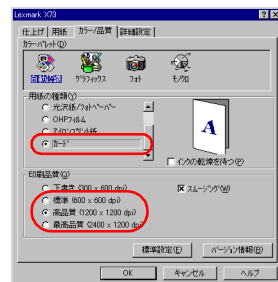 Lexmark X73
仕上げ 用紙 カラー/品質 詳細設定
カラーパレット(O)
自動検出 グラフィックス フォト モノクロ
用紙の種類(Y)
光沢紙/フォトペーパー
OHPフィルム
アイロンプリント紙
カード
A
インクの乾燥を待つ(P)
印刷品質(Q)
下書き (300 x 600 dpi)
標準 (600 x 600 dpi)
高品質 (1200 x 1200 dpi)
最高品質 (2400 x 1200 dpi)
スムージング(W)
標準設定(E) バージョン情報(B)
OK キャンセル ヘルプ